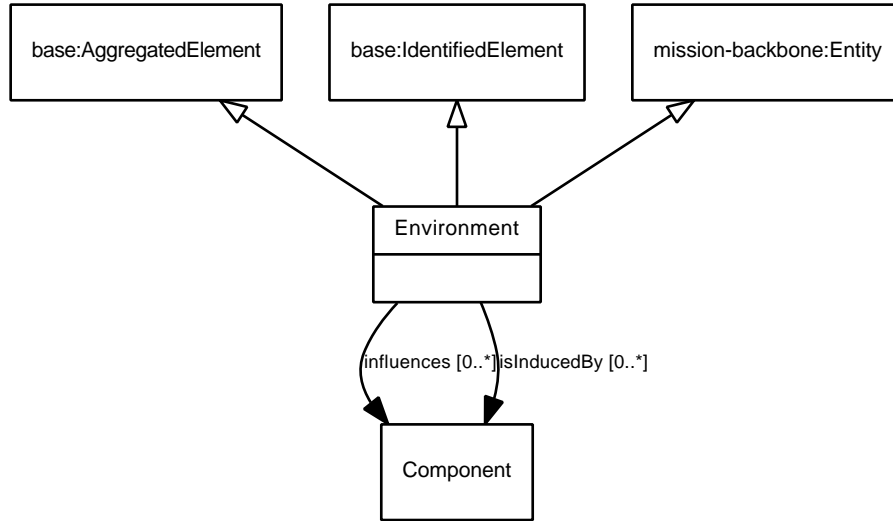 base:AggregatedElement
base:IdentifiedElement
mission-backbone:Entity
Environment
influences [0..*]
isInducedBy [0..*]
Component